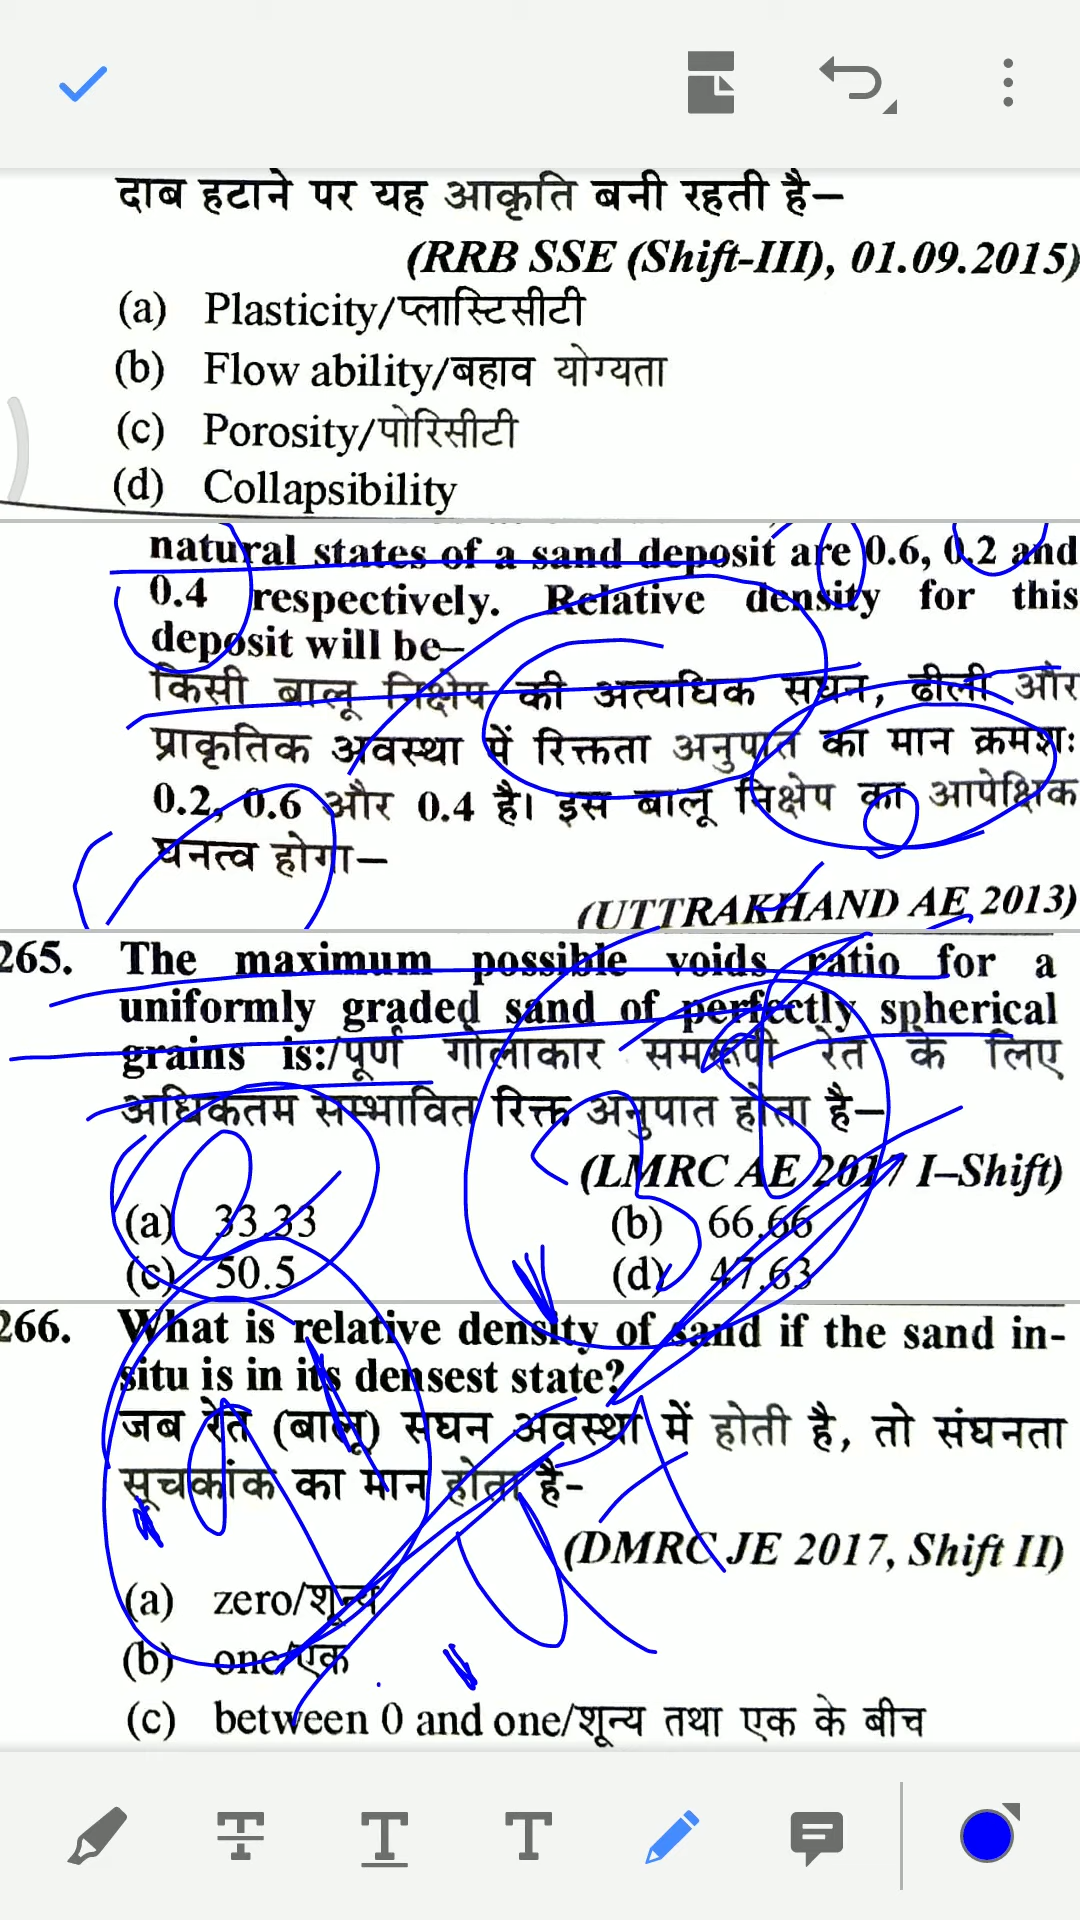 दाब हटाने पर यह आकृति बनी रहती है–
(RRB SSE (Shift-III), 01.09.2015)
(a) Plasticity/प्लास्टिसीटी
(b) Flow ability/बहाव योग्यता
(c) Porosity/पोरिसीटी
(d) Collapsibility
natural states of a sand deposit are 0.6, 0.2 and
0.4 respectively. Relative density for this
deposit will be–
किसी बालू निक्षेप की अत्यधिक सघन, ढीली और
प्राकृतिक अवस्था में रिक्तता अनुपात का मान क्रमशः
0.2, 0.6 और 0.4 है। इस बालू निक्षेप का आपेक्षिक
घनत्व होगा–
(UTTRAKHAND AE 2013)
265. The maximum possible voids ratio for a
uniformly graded sand of perfectly spherical
grains is:/पूर्ण गोलाकार समरूपी रेत के लिए
अधिकतम सम्भावित रिक्त अनुपात होता है–
(LMRC AE 2017 I–Shift)
(a) 33.33 (b) 66.66
(c) 50.5 (d) 47.63
266. What is relative density of sand if the sand in-
situ is in its densest state?
जब रेत (बालू) सघन अवस्था में होती है, तो संघनता
सूचकांक का मान होता है-
(DMRC JE 2017, Shift II)
(a) zero/शून्य
(b) one/एक
(c) between 0 and one/शून्य तथा एक के बीच